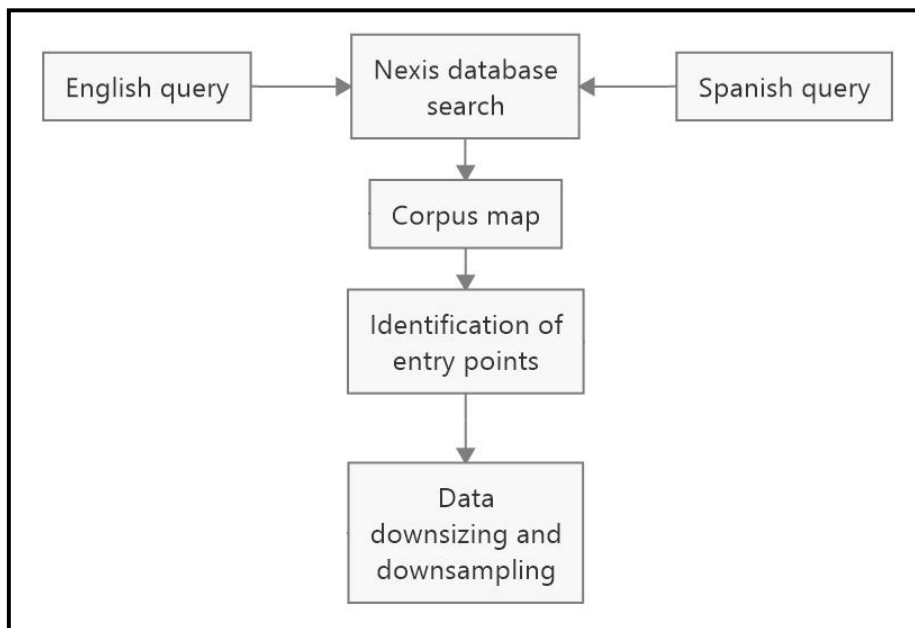 English query
Nexis database
search
Spanish query
Corpus map
Identification of
entry points
Data
downsizing and
downsampling